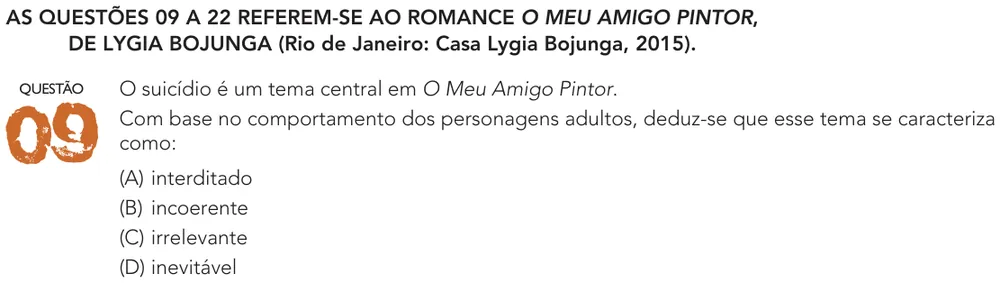 AS QUESTÕES 09 A 22 REFEREM-SE AO ROMANCE O MEU AMIGO PINTOR,
DE LYGIA BOJUNGA (Rio de Janeiro: Casa Lygia Bojunga, 2015).
QUESTÃO
09
O suicídio é um tema central em O Meu Amigo Pintor.
Com base no comportamento dos personagens adultos, deduz-se que esse tema se caracteriza
como:
(A) interditado
(B) incoerente
(C) irrelevante
(D) inevitável